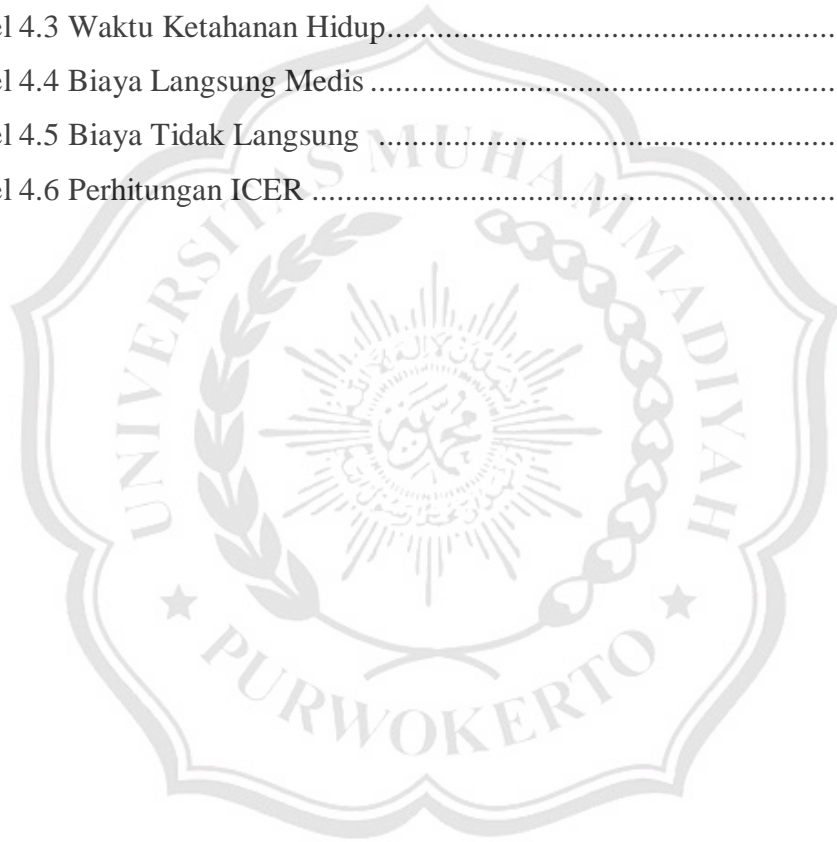 el 4.3 Waktu Ketahanan Hidup.......................................................
el 4.4 Biaya Langsung Medis ........................................................
el 4.5 Biaya Tidak Langsung .......................................................
el 4.6 Perhitungan ICER ...............................................................
UNIVERSITAS MUHAMMADIYAH
PURWOKERTO